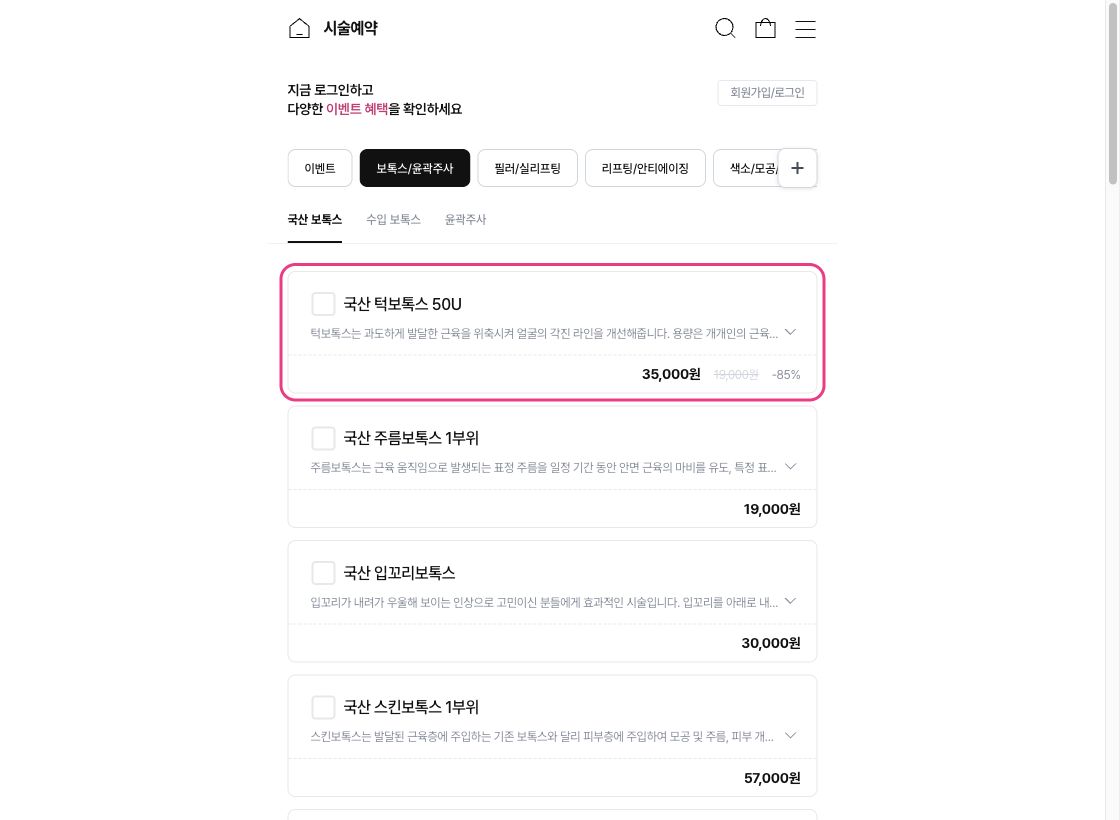 시술예약
지금 로그인하고
다양한 이벤트 혜택을 확인하세요
회원가입/로그인
이벤트
보톡스/윤곽주사
필러/실리프팅
리프팅/안티에이징
색소/모공/
+
국산 보톡스
수입 보톡스
윤곽주사
국산 턱보톡스 50U
턱보톡스는 과도하게 발달한 근육을 위축시켜 얼굴의 각진 라인을 개선해줍니다. 용량은 개개인의 근육...
35,000원 19,000원 -85%
국산 주름보톡스 1부위
주름보톡스는 근육 움직임으로 발생되는 표정 주름을 일정 기간 동안 안면 근육의 마비를 유도, 특정 표...
19,000원
국산 입꼬리보톡스
입꼬리가 내려가 우울해 보이는 인상으로 고민이신 분들에게 효과적인 시술입니다. 입꼬리를 아래로 내...
30,000원
국산 스킨보톡스 1부위
스킨보톡스는 발달된 근육층에 주입하는 기존 보톡스와 달리 피부층에 주입하여 모공 및 주름, 피부 개...
57,000원